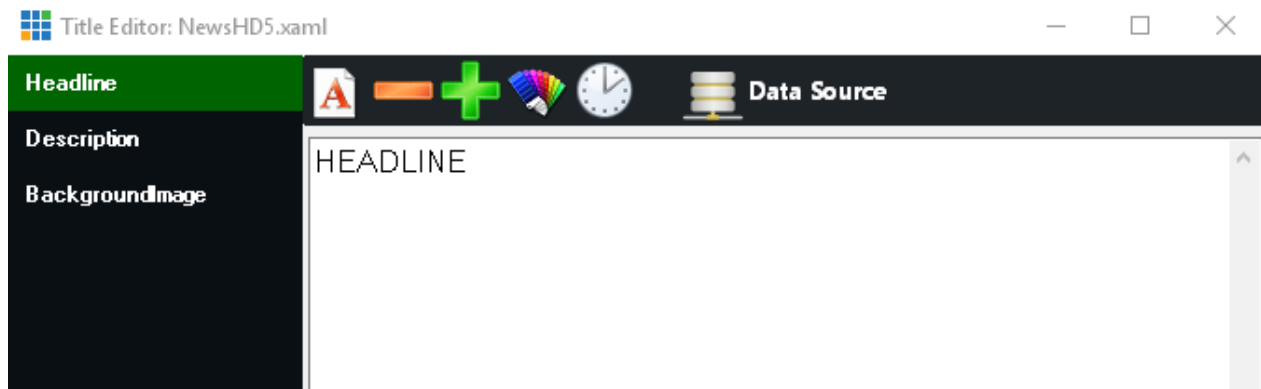 Title Editor: NewsHD5.xaml
Headline
Description
BackgroundImage
A
Data Source
HEADLINE